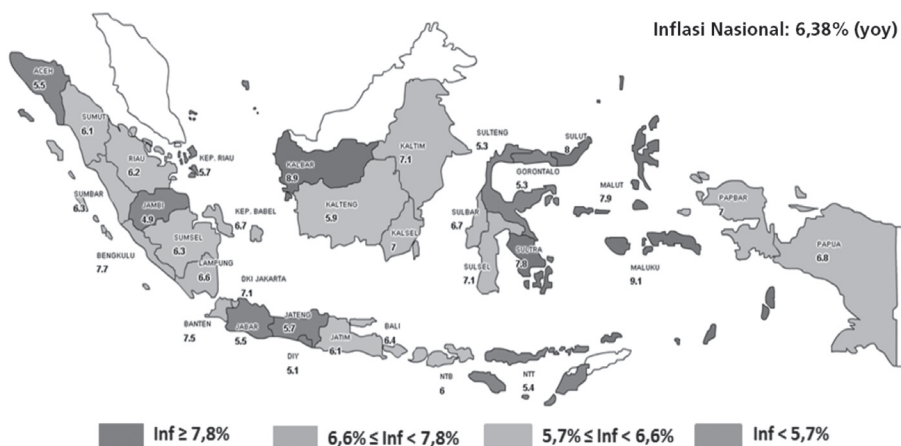 Inflasi Nasional: 6,38% (yoy)
ACEH
5.5
SUMUT
6.1
RIAU
6.2
KEP. RIAU
5.7
SUMBAR
6.3
JAMBI
4.9
KEP. BABEL
6.7
SUMSEL
6.3
BENGKULU
7.7
LAMPUNG
6.6
DKI JAKARTA
7.1
BANTEN
7.5
JABAR
5.5
JATENG
5.7
DIY
5.1
JATIM
6.1
BALI
6.4
NTB
6
NTT
5.4
KALBAR
8.9
KALTENG
5.9
KALTIM
7.1
KALSEL
7
SULTENG
5.3
SULUT
8
GORONTALO
5.3
SULBAR
6.7
SULSEL
7.1
SULTRA
7.8
MALUT
7.9
MALUKU
9.1
PAPBAR
7
PAPUA
6.8
Inf ≥ 7,8%
6,6% ≤ Inf < 7,8%
5,7% ≤ Inf < 6,6%
Inf < 5,7%